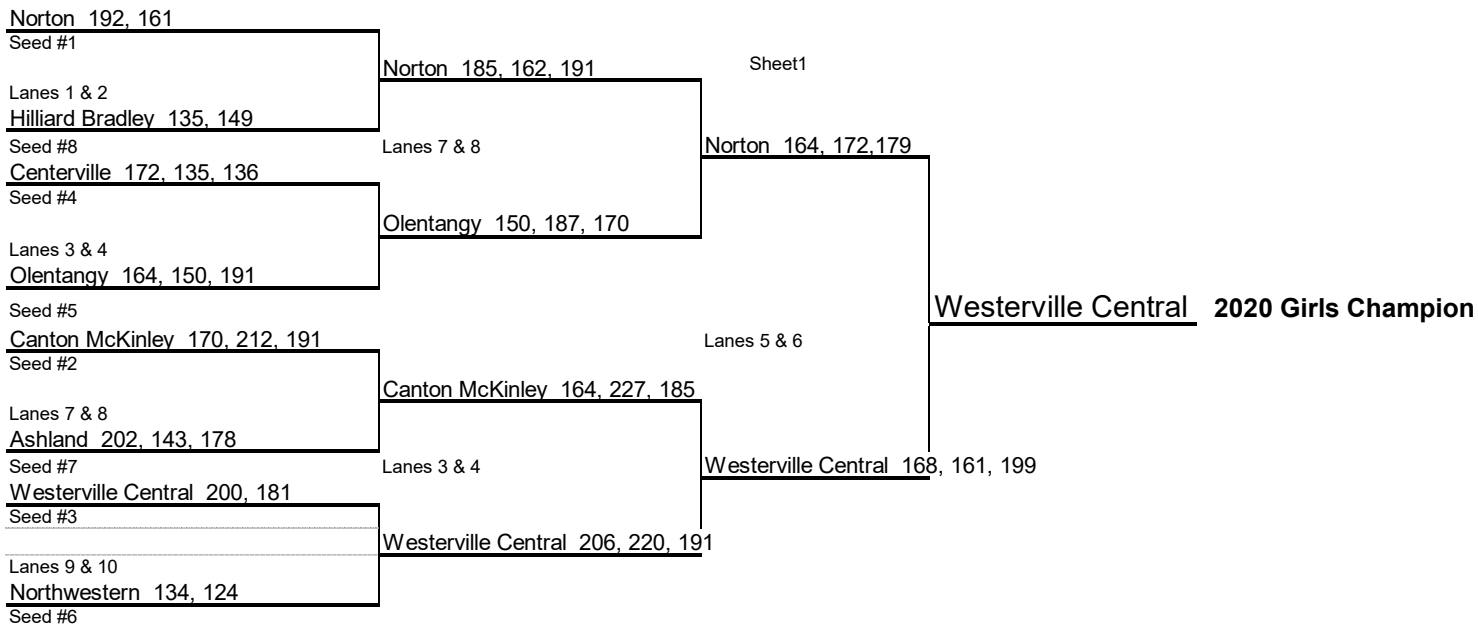 Norton 192, 161
Seed #1
Norton 185, 162, 191
Sheet1
Lanes 1 & 2
Hilliard Bradley 135, 149
Seed #8
Lanes 7 & 8
Norton 164, 172,179
Centerville 172, 135, 136
Seed #4
Olentangy 150, 187, 170
Lanes 3 & 4
Olentangy 164, 150, 191
Seed #5
Westerville Central 2020 Girls Champion
Canton McKinley 170, 212, 191
Lanes 5 & 6
Seed #2
Canton McKinley 164, 227, 185
Lanes 7 & 8
Ashland 202, 143, 178
Seed #7
Lanes 3 & 4
Westerville Central 168, 161, 199
Westerville Central 200, 181
Seed #3
Westerville Central 206, 220, 191
Lanes 9 & 10
Northwestern 134, 124
Seed #6